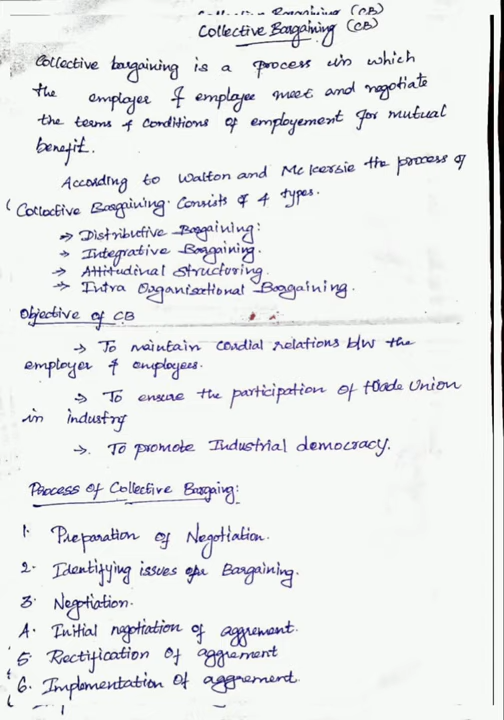 Collective Bargaining (CB)
Collective Bargaining (CB)
Collective bargaining is a process in which
the employer & employee meet and negotiate
the terms & conditions of employement for mutual
benefit.
According to Walton and Mc kersie the process of
Collective Bargaining. Consists of 4 types.
⇒ Distributive Bargaining:
→ Integrative Bargaining.
→ Attitudinal structuring.
→ Intra Organisational Bargaining.
Objective of CB
→ To maintain cordial relations b/w the
employer & employees.
⇒ To ensure the participation of trade Union
in industry
→. To promote Industrial democracy.
Process of Collective Bargaing:
1. Preparation of Negotiation.
2. Identifying issues for Bargaining.
3. Negotiation.
4. Initial nagotiation of aggrement.
5. Rectification of aggrement
6. Implementation of aggrement.